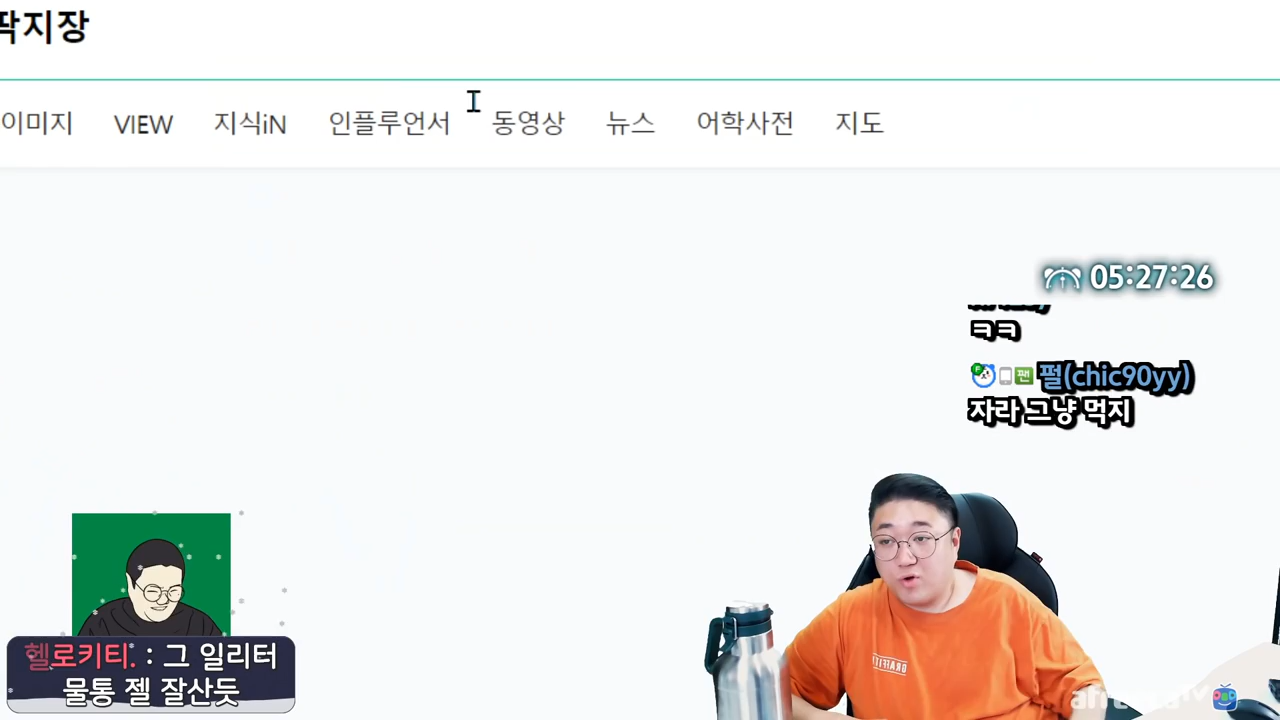 딱지장
이미지 VIEW 지식iN 인플루언서 동영상 뉴스 어학사전 지도
05:27:26
ㅋㅋ
팬 펄(chic90yy)
자라 그냥 먹지
헬로키티. : 그 일리터
물통 젤 잘산듯
DRAFFIT